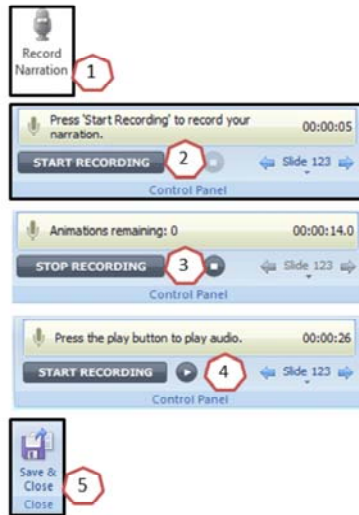 Record
Narration
1
Press 'Start Recording' to record your
narration.
00:00:05
START RECORDING
2
Slide 123
Control Panel
Animations remaining: 0
00:00:14.0
STOP RECORDING
3
Slide 123
Control Panel
Press the play button to play audio.
00:00:26
START RECORDING
4
Slide 123
Control Panel
Save &
Close
Close
5